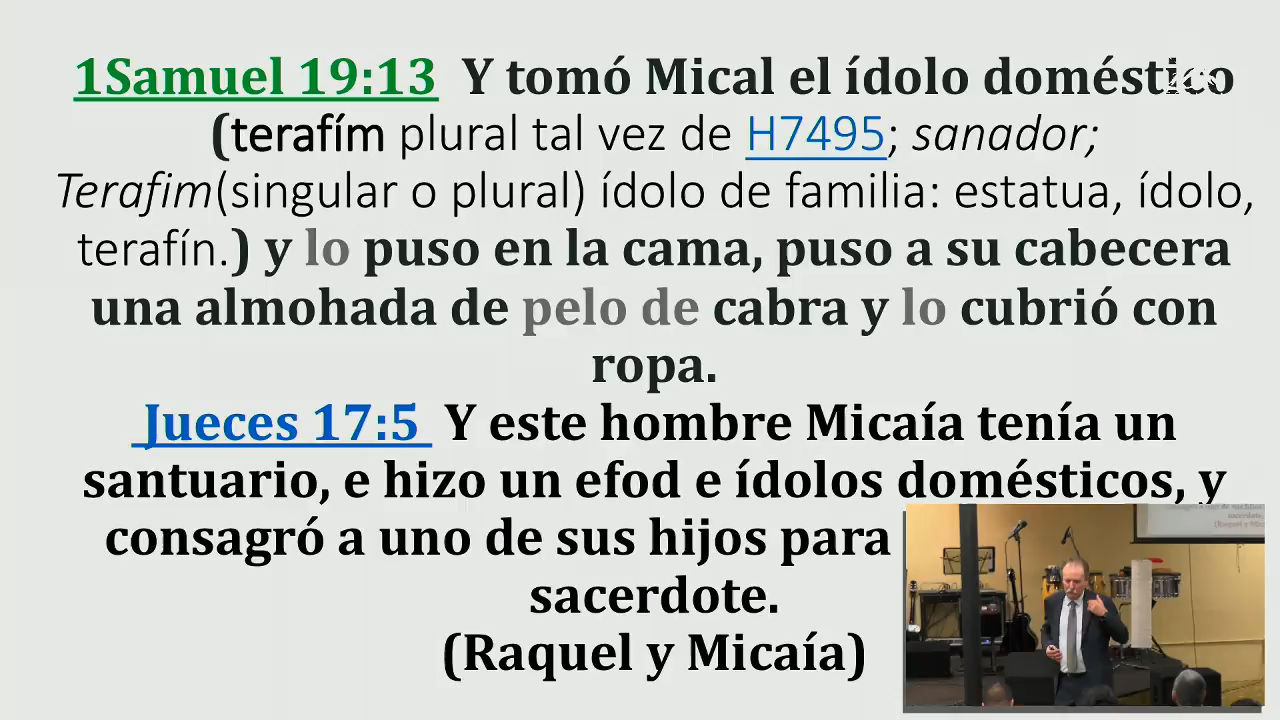 1Samuel 19:13 Y tomó Mical el ídolo doméstico
(terafím plural tal vez de H7495; sanador;
Terafim(singular o plural) ídolo de familia: estatua, ídolo,
terafín.) y lo puso en la cama, puso a su cabecera
una almohada de pelo de cabra y lo cubrió con
ropa.
Jueces 17:5 Y este hombre Micaía tenía un
santuario, e hizo un efod e ídolos domésticos, y
consagró a uno de sus hijos para
sacerdote.
(Raquel y Micaía)
sacerdote.
(Raquel y